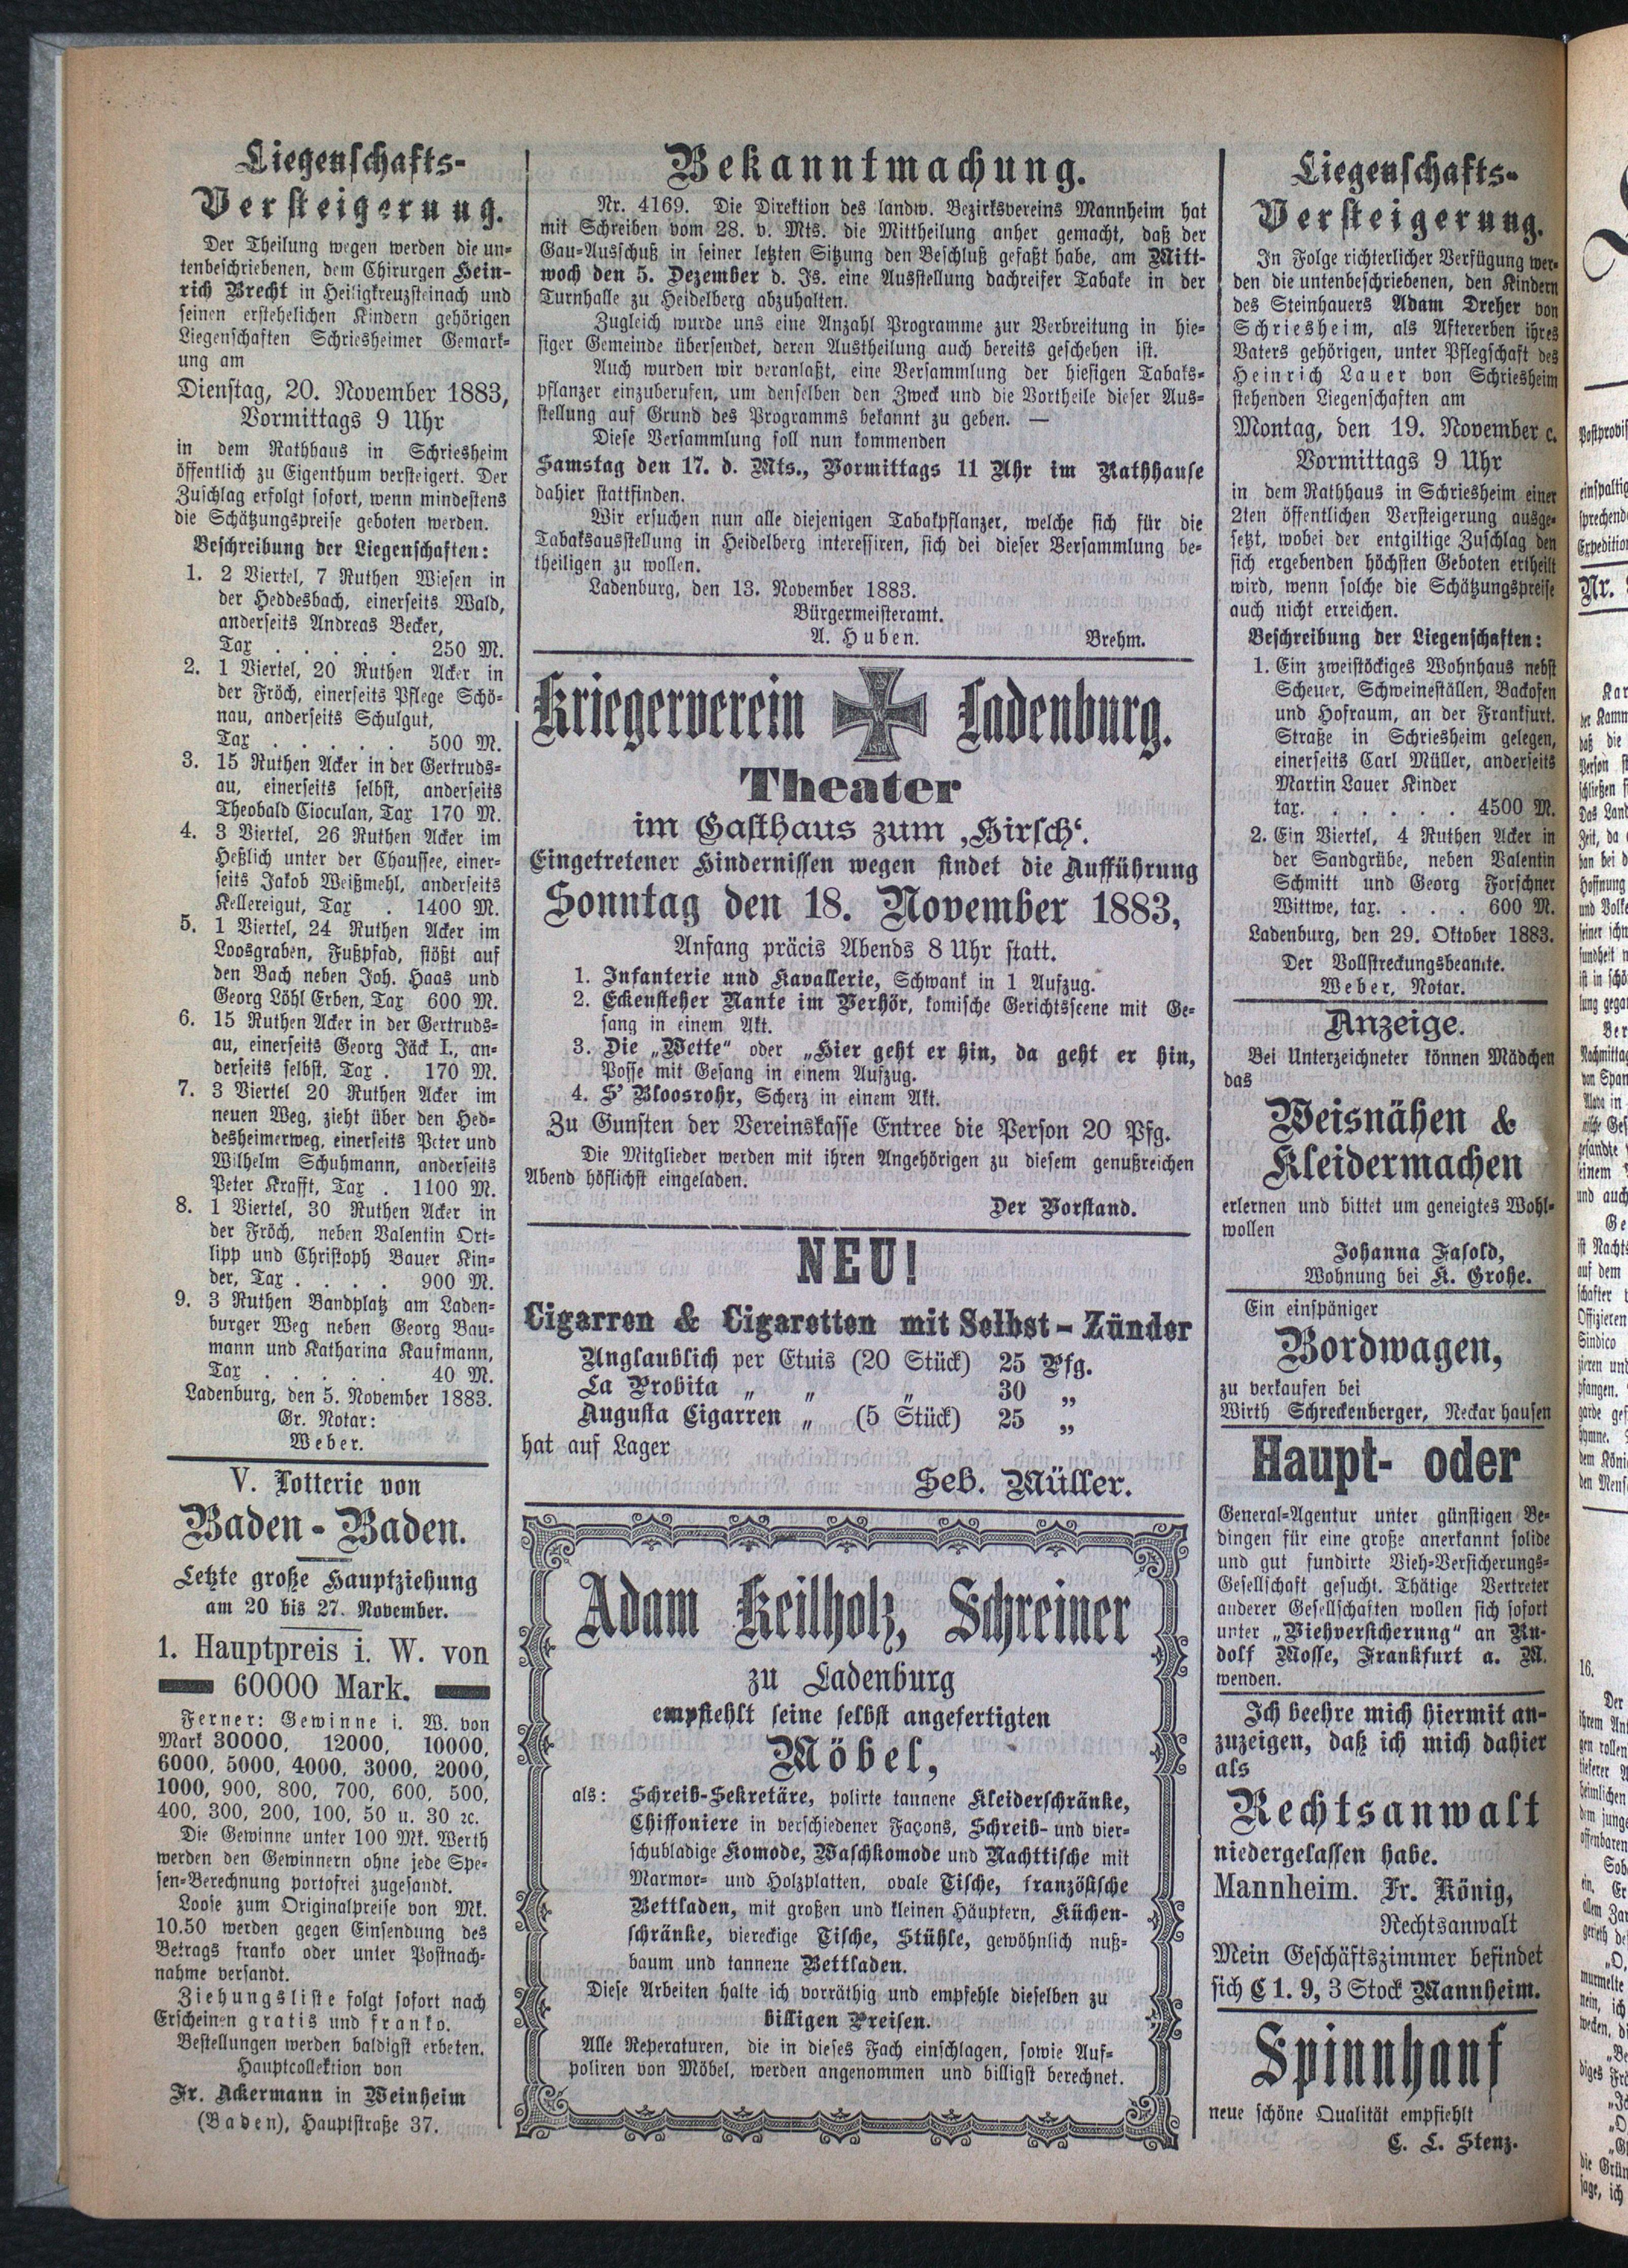 Liegenschafts-
Versteigerung.
Der Theilung wegen werden die un-
tenbeschriebenen, dem Chirurgen Hein-
rich Brecht in Heiligkreuzsteinach und
seinen erstehelichen Kindern gehörigen
Liegenschaften Schriesheimer Gemark-
ung am
Dienstag, 20. November 1883,
Vormittags 9 Uhr
in dem Rathhaus in Schriesheim
öffentlich zu Eigenthum versteigert. Der
Zuschlag erfolgt sofort, wenn mindestens
die Schätzungspreise geboten werden.
Beschreibung der Liegenschaften:
1. 2 Viertel, 7 Ruthen Wiesen in
der Heddesbach, einerseits Wald,
anderseits Andreas Becker,
Tax . . . . . 250 M.
2. 1 Viertel, 20 Ruthen Acker in
der Fröch, einerseits Pflege Schö-
nau, anderseits Schulgut,
Tax . . . . . 500 M.
3. 15 Ruthen Acker in der Gertruds-
au, einerseits selbst, anderseits
Theobald Cioculan, Tax 170 M.
4. 3 Viertel, 26 Ruthen Acker im
Heßlich unter der Chaussee, einer-
seits Jakob Weißmehl, anderseits
Kellereigut, Tax . 1400 M.
5. 1 Viertel, 24 Ruthen Acker im
Loosgraben, Fußpfad, stößt auf
den Bach neben Joh. Haas und
Georg Löhl Erben, Tax 600 M.
6. 15 Ruthen Acker in der Gertruds-
au, einerseits Georg Jäck I., an-
derseits selbst, Tax . 170 M.
7. 3 Viertel 20 Ruthen Acker im
neuen Weg, zieht über den Hed-
desheimerweg, einerseits Peter und
Wilhelm Schuhmann, anderseits
Peter Krafft, Tax . 1100 M.
8. 1 Viertel, 30 Ruthen Acker in
der Fröch, neben Valentin Ort-
lipp und Christoph Bauer Kin-
der, Tax . . . . 900 M.
9. 3 Ruthen Bandplatz am Laden-
burger Weg neben Georg Bau-
mann und Katharina Kaufmann,
Tax . . . . . 40 M.
Ladenburg, den 5. November 1883.
Gr. Notar:
Weber.
V. Lotterie von
Baden-Baden.
Letzte große Hauptziehung
am 20 bis 27. November.
1. Hauptpreis i. W. von
60000 Mark.
Ferner: Gewinne i. W. von
Mark 30000, 12000, 10000,
6000, 5000, 4000, 3000, 2000,
1000, 900, 800, 700, 600, 500,
400, 300, 200, 100, 50 u. 30 ꝛc.
Die Gewinne unter 100 Mk. Werth
werden den Gewinnern ohne jede Spe-
sen-Berechnung portofrei zugesandt.
Loose zum Originalpreise von Mk.
10.50 werden gegen Einsendung des
Betrags franko oder unter Postnach-
nahme versandt.
Ziehungsliste folgt sofort nach
Erscheinen gratis und franko.
Bestellungen werden baldigst erbeten.
Hauptcollektion von
Fr. Ackermann in Weinheim
(Baden), Hauptstraße 37.
Bekanntmachung.
Nr. 4169. Die Direktion des landw. Bezirksvereins Mannheim hat
mit Schreiben vom 28. v. Mts. die Mittheilung anher gemacht, daß der
Gau-Ausschuß in seiner letzten Sitzung den Beschluß gefaßt habe, am Mitt-
woch den 5. Dezember d. Js. eine Ausstellung dachreifer Tabake in der
Turnhalle zu Heidelberg abzuhalten.
Zugleich wurde uns eine Anzahl Programme zur Verbreitung in hie-
siger Gemeinde übersendet, deren Austheilung auch bereits geschehen ist.
Auch wurden wir veranlaßt, eine Versammlung der hiesigen Tabaks-
pflanzer einzuberufen, um denselben den Zweck und die Vortheile dieser Aus-
stellung auf Grund des Programms bekannt zu geben. —
Diese Versammlung soll nun kommenden
Samstag den 17. d. Mts., Vormittags 11 Uhr im Rathhause
dahier stattfinden.
Wir ersuchen nun alle diejenigen Tabakpflanzer, welche sich für die
Tabaksausstellung in Heidelberg interessiren, sich dei dieser Versammlung be-
theiligen zu wollen.
Ladenburg, den 13. November 1883.
Bürgermeisteramt.
A. Huben. Brehm.
Kriegerverein Ladenburg.
W
1870
Theater
im Gasthaus zum ‚Hirsch‘.
Eingetretener Hindernissen wegen findet die Aufführung
Sonntag den 18. November 1883,
Anfang präcis Abends 8 Uhr statt.
1. Infanterie und Kavallerie, Schwank in 1 Aufzug.
2. Eckensteher Nante im Verhör, komische Gerichtsscene mit Ge-
sang in einem Akt.
3. Die „Wette“ oder „Hier geht er hin, da geht er hin,
Posse mit Gesang in einem Aufzug.
4. S' Bloosrohr, Scherz in einem Akt.
Zu Gunsten der Vereinskasse Entree die Person 20 Pfg.
Die Mitglieder werden mit ihren Angehörigen zu diesem genußreichen
Abend höflichst eingeladen.
Der Vorstand.
NEU!
Cigarren & Cigaretten mit Selbst-Zünder
Unglaublich per Etuis (20 Stück) 25 Pfg.
La Probita „ „ „ 30 „
Augusta Cigarren „ (5 Stück) 25 „
hat auf Lager
Seb. Müller.
Adam Keilholz, Schreiner
zu Ladenburg
empfiehlt seine selbst angefertigten
Möbel,
als: Schreib-Sekretäre, polirte tannene Kleiderschränke,
Chiffoniere in verschiedener Façons, Schreib- und vier-
schubladige Komode, Waschkomode und Nachttische mit
Marmor- und Holzplatten, ovale Tische, französische
Bettladen, mit großen und kleinen Häuptern, Küchen-
schränke, viereckige Tische, Stühle, gewöhnlich nuß-
baum und tannene Bettladen.
Diese Arbeiten halte ich vorräthig und empfehle dieselben zu
billigen Preisen.
Alle Reperaturen, die in dieses Fach einschlagen, sowie Auf-
poliren von Möbel, werden angenommen und billigst berechnet.
Liegenschafts-
Versteigerung.
In Folge richterlicher Verfügung wer-
den die untenbeschriebenen, den Kindern
des Steinhauers Adam Dreher von
Schriesheim, als Aftererben ihres
Vaters gehörigen, unter Pflegschaft des
Heinrich Lauer von Schriesheim
stehenden Liegenschaften am
Montag, den 19. November c.
Vormittags 9 Uhr
in dem Rathhaus in Schriesheim einer
2ten öffentlichen Versteigerung ausge-
setzt, wobei der entgiltige Zuschlag den
sich ergebenden höchsten Geboten ertheilt
wird, wenn solche die Schätzungspreise
auch nicht erreichen.
Beschreibung der Liegenschaften:
1. Ein zweistöckiges Wohnhaus nebst
Scheuer, Schweineställen, Backofen
und Hofraum, an der Frankfurt.
Straße in Schriesheim gelegen,
einerseits Carl Müller, anderseits
Martin Lauer Kinder
tax. . . . . . 4500 M.
2. Ein Viertel, 4 Ruthen Acker in
der Sandgrübe, neben Valentin
Schmitt und Georg Forschner
Wittwe, tax. . . . 600 M.
Ladenburg, den 29. Oktober 1883.
Der Vollstreckungsbeamte.
Weber, Notar.
Anzeige.
Bei Unterzeichneter können Mädchen
das
Weisnähen &
Kleidermachen
erlernen und bittet um geneigtes Wohl-
wollen
Johanna Fasold,
Wohnung bei K. Grohe.
Ein einspäniger
Bordwagen,
zu verkaufen bei
Wirth Schreckenberger, Neckarhausen
Haupt- oder
General-Agentur unter günstigen Be-
dingen für eine große anerkannt solide
und gut fundirte Vieh-Versicherungs-
Gesellschaft gesucht. Thätige Vertreter
anderer Gesellschaften wollen sich sofort
unter „Viehversicherung“ an Ru-
dolf Mosse, Frankfurt a. M.
wenden.
Ich beehre mich hiermit an-
zuzeigen, daß ich mich dahier
als
Rechtsanwalt
niedergelassen habe.
Mannheim. Fr. König,
Rechtsanwalt
Mein Geschäftszimmer befindet
sich C 1. 9, 3 Stock Mannheim.
Spinnhanf
neue schöne Qualität empfiehlt
C. L. Stenz.